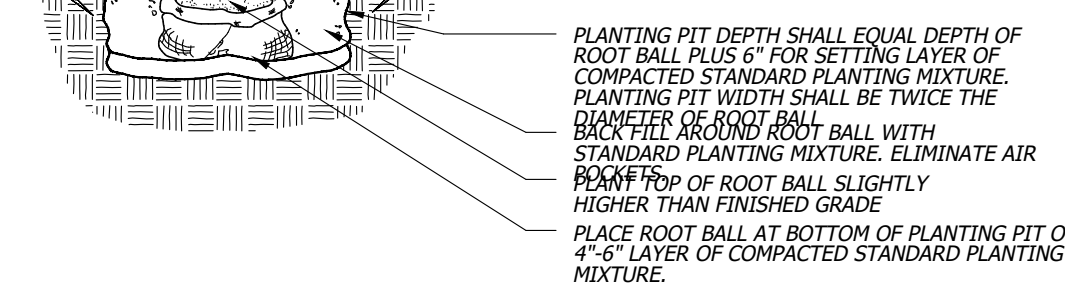 PLANTING PIT DEPTH SHALL EQUAL DEPTH OF
ROOT BALL PLUS 6" FOR SETTING LAYER OF
COMPACTED STANDARD PLANTING MIXTURE.
PLANTING PIT WIDTH SHALL BE TWICE THE
DIAMETER OF ROOT BALL
BACK FILL AROUND ROOT BALL WITH
STANDARD PLANTING MIXTURE. ELIMINATE AIR
POCKETS.
PLANT TOP OF ROOT BALL SLIGHTLY
HIGHER THAN FINISHED GRADE
PLACE ROOT BALL AT BOTTOM OF PLANTING PIT O
4"-6" LAYER OF COMPACTED STANDARD PLANTING
MIXTURE.